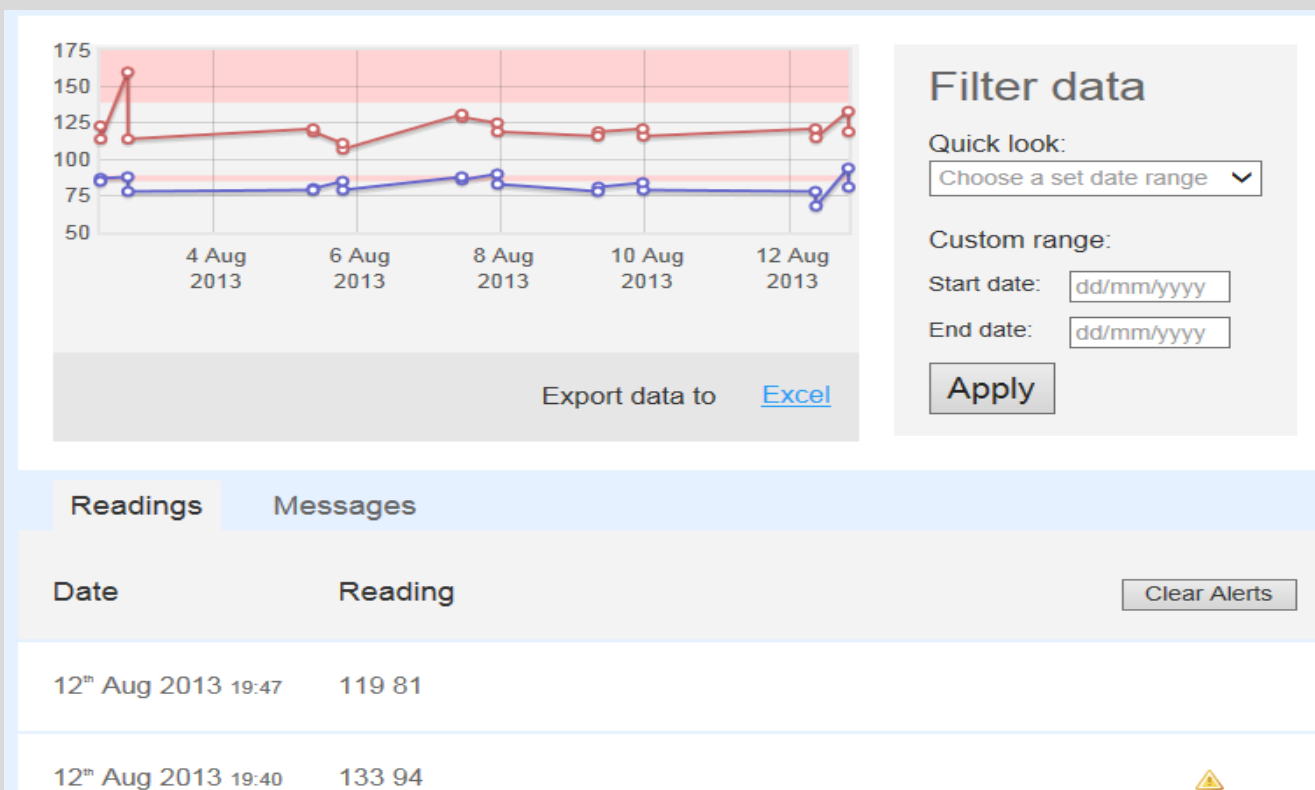 175
150
125
100
75
50
4 Aug 6 Aug 8 Aug 10 Aug 12 Aug
2013 2013 2013 2013 2013
Export data to Excel
Filter data
Quick look:
Choose a set date range
Custom range:
Start date: dd/mm/yyyy
End date: dd/mm/yyyy
Apply
Readings Messages
Date Reading Clear Alerts
12th Aug 2013 19:47 119 81
12th Aug 2013 19:40 133 94